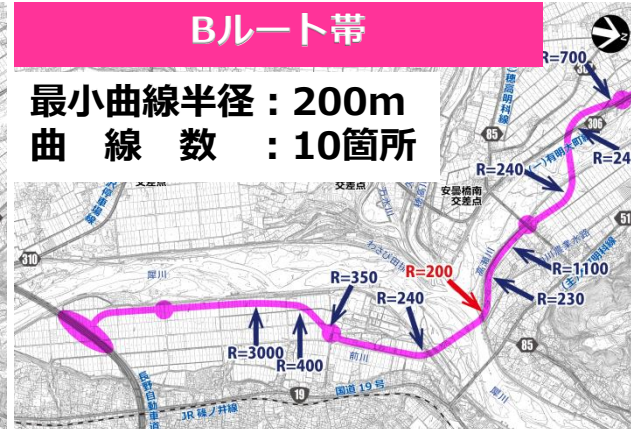 Bルート帯
最小曲線半径：200m
曲 線 数 ：10箇所
R=700
穂高明科線
85
306
(一)有明大町
R=240
R=24
安曇橋南
交差点
交差点
51
310
犀川
高瀬川
R=200
R=350
R=240
R=1100
R=230
R=3000
R=400
前川
85
国道19号
19
長野自動車道
JR篠ノ井線
犀川